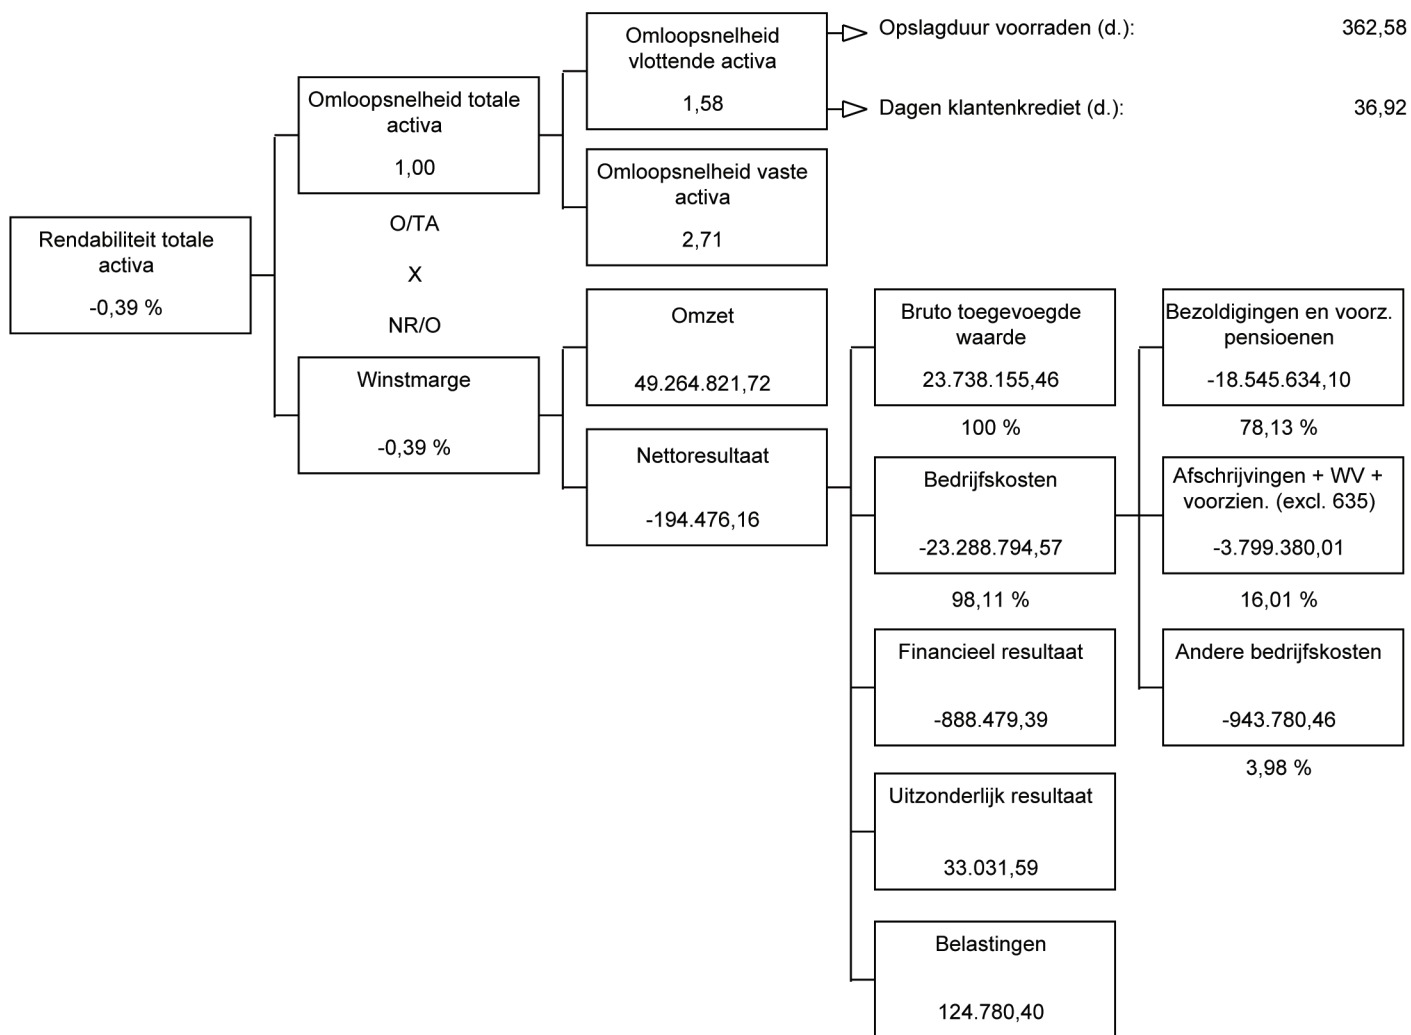 Omloopsnelheid
vlottende activa
1,58
Opslagduur voorraden (d.): 362,58
Dagen klantenkrediet (d.): 36,92
Omloopsnelheid totale
activa
1,00
Omloopsnelheid vaste
activa
2,71
Rendabiliteit totale
activa
-0,39 %
O/TA
X
NR/O
Winstmarge
-0,39 %
Omzet
49.264.821,72
Nettoresultaat
-194.476,16
Bruto toegevoegde
waarde
23.738.155,46
100 %
Bedrijfskosten
-23.288.794,57
98,11 %
Financieel resultaat
-888.479,39
Uitzonderlijk resultaat
33.031,59
Belastingen
124.780,40
Bezoldigingen en voorz.
pensioenen
-18.545.634,10
78,13 %
Afschrijvingen + WV +
voorzien. (excl. 635)
-3.799.380,01
16,01 %
Andere bedrijfskosten
-943.780,46
3,98 %